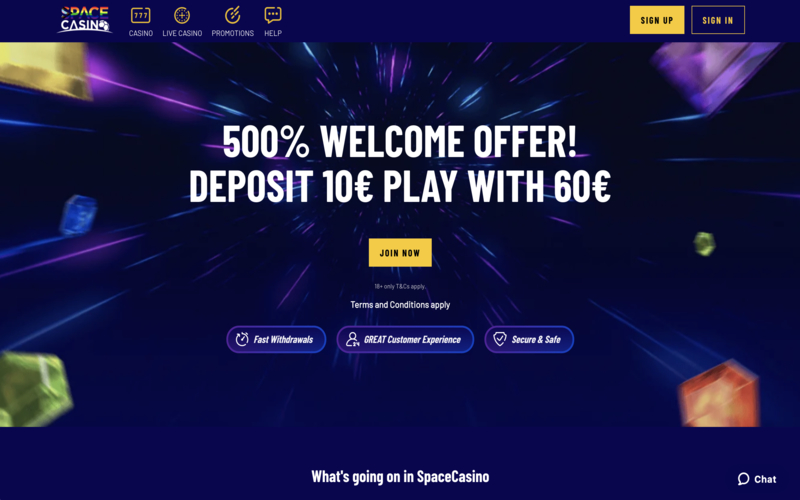 SPACE
CASINO
777
CASINO
LIVE CASINO
PROMOTIONS
HELP
SIGN UP
SIGN IN
500% WELCOME OFFER!
DEPOSIT 10€ PLAY WITH 60€
JOIN NOW
18+ only T&Cs apply.
Terms and Conditions apply
Fast Withdrawals
24
GREAT Customer Experience
Secure & Safe
What's going on in SpaceCasino
Chat